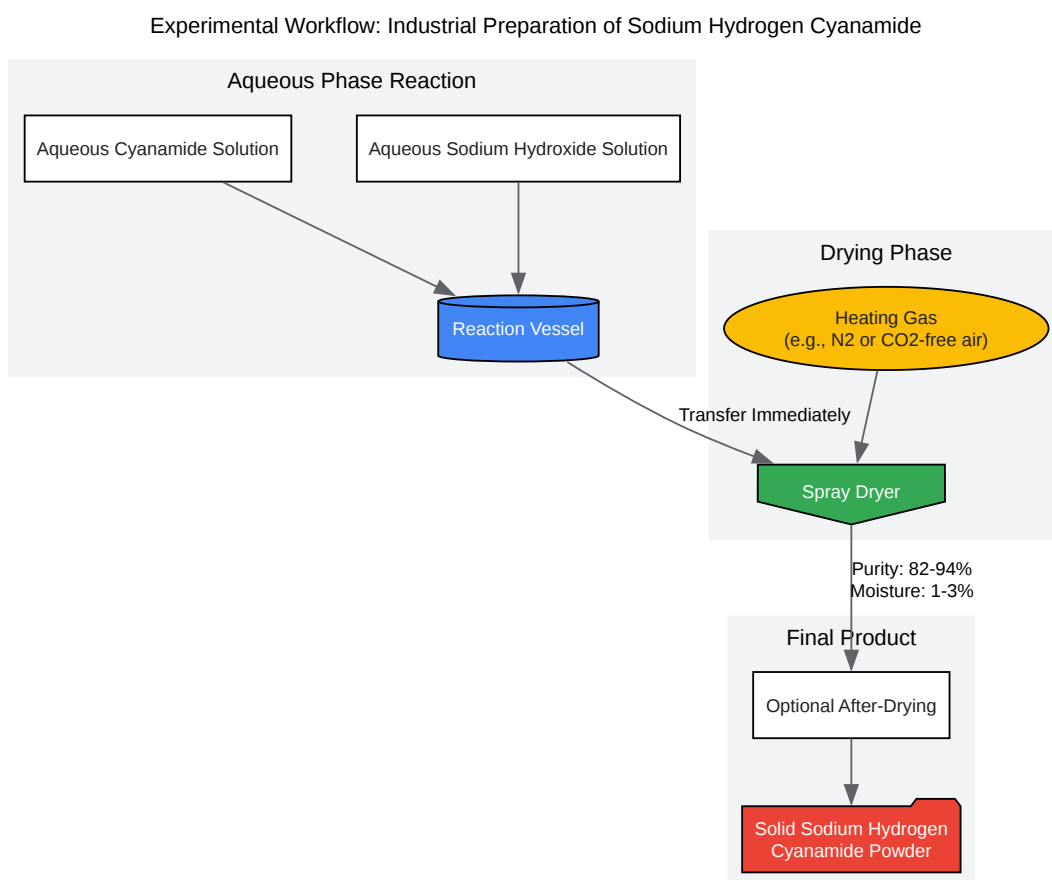 Experimental Workflow: Industrial Preparation of Sodium Hydrogen Cyanamide
Aqueous Phase Reaction
Aqueous Cyanamide Solution
Aqueous Sodium Hydroxide Solution
Reaction Vessel
Drying Phase
Heating Gas
(e.g., N2 or CO2-free air)
Transfer Immediately
Spray Dryer
Purity: 82-94%
Moisture: 1-3%
Final Product
Optional After-Drying
Solid Sodium Hydrogen
Cyanamide Powder